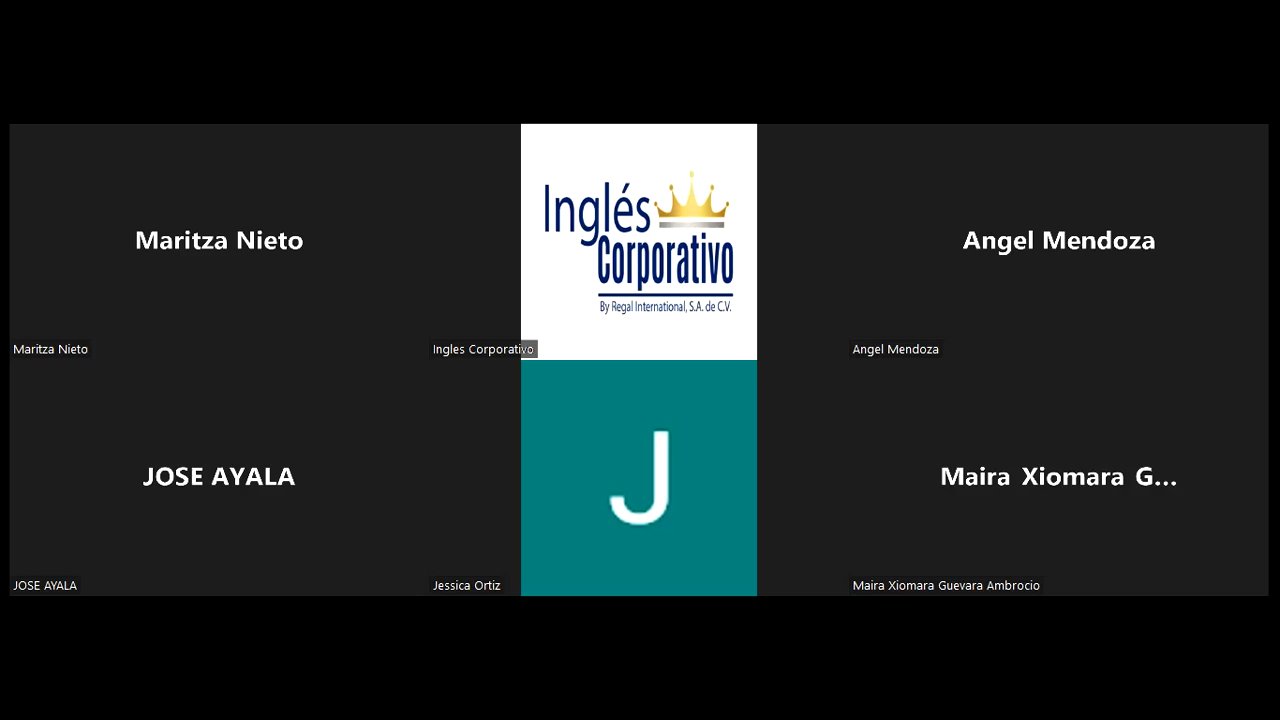 Maritza Nieto
Maritza Nieto
Inglés
Corporativo
By Regal International, S.A. de C.V.
Ingles Corporativo
Angel Mendoza
Angel Mendoza
JOSE AYALA
JOSE AYALA
J
Jessica Ortiz
Maira Xiomara G...
Maira Xiomara Guevara Ambrocio